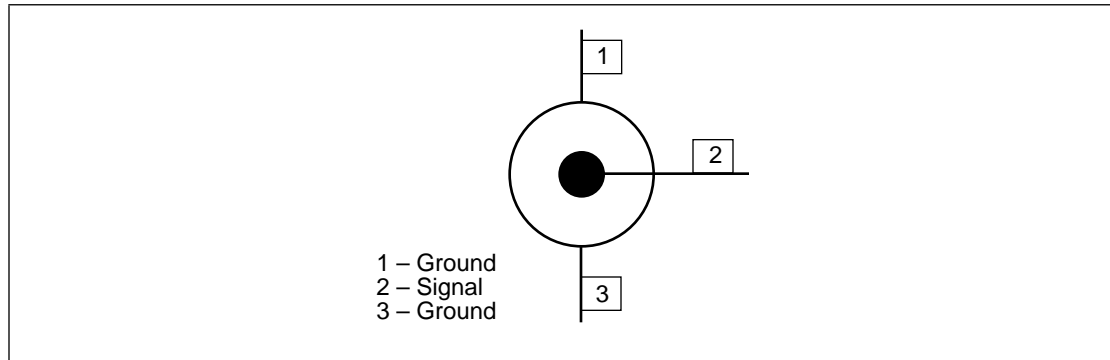 1
2
1 – Ground
2 – Signal
3 – Ground
3